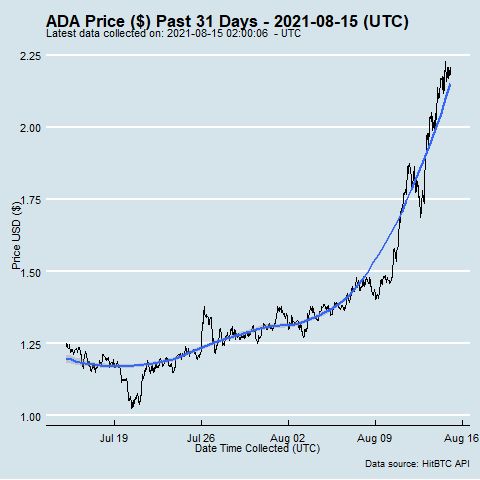 ADA Price ($) Past 31 Days - 2021-08-15 (UTC)
Latest data collected on: 2021-08-15 02:00:06 - UTC
2.25
2.00
1.75
1.50
1.25
1.00
Price USD ($)
Jul 19 Jul 26 Aug 02 Aug 09 Aug 16
Date Time Collected (UTC)
Data source: HitBTC API